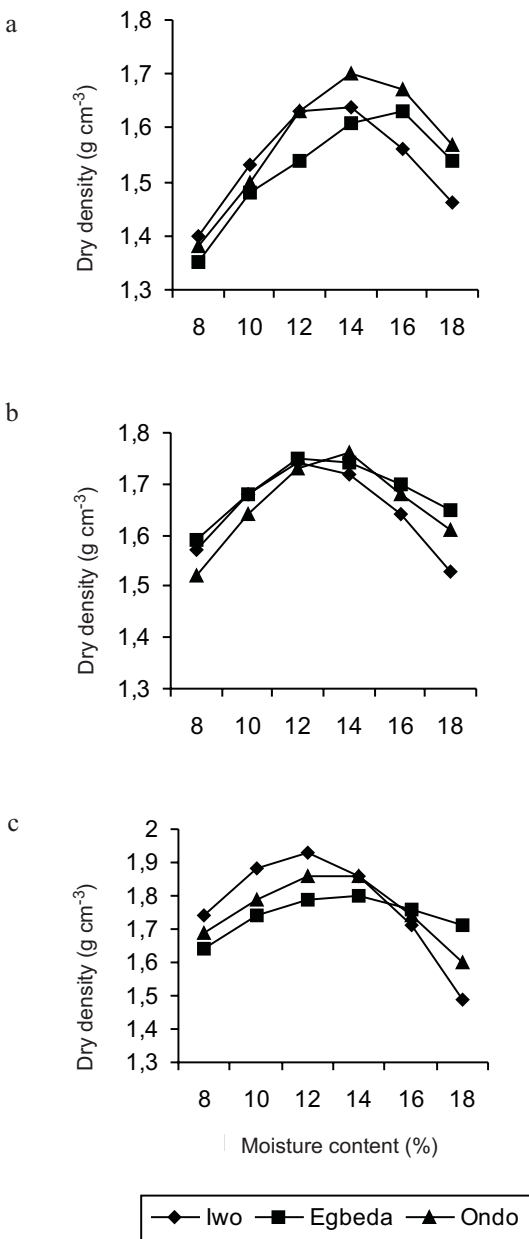 a
Dry density (g cm-3)
1,8
1,7
1,6
1,5
1,4
1,3
8 10 12 14 16 18
b
Dry density (g cm-3)
1,8
1,7
1,6
1,5
1,4
1,3
8 10 12 14 16 18
c
Dry density (g cm-3)
2
1,9
1,8
1,7
1,6
1,5
1,4
1,3
8 10 12 14 16 18
Moisture content (%)
Iwo Egbeda Ondo